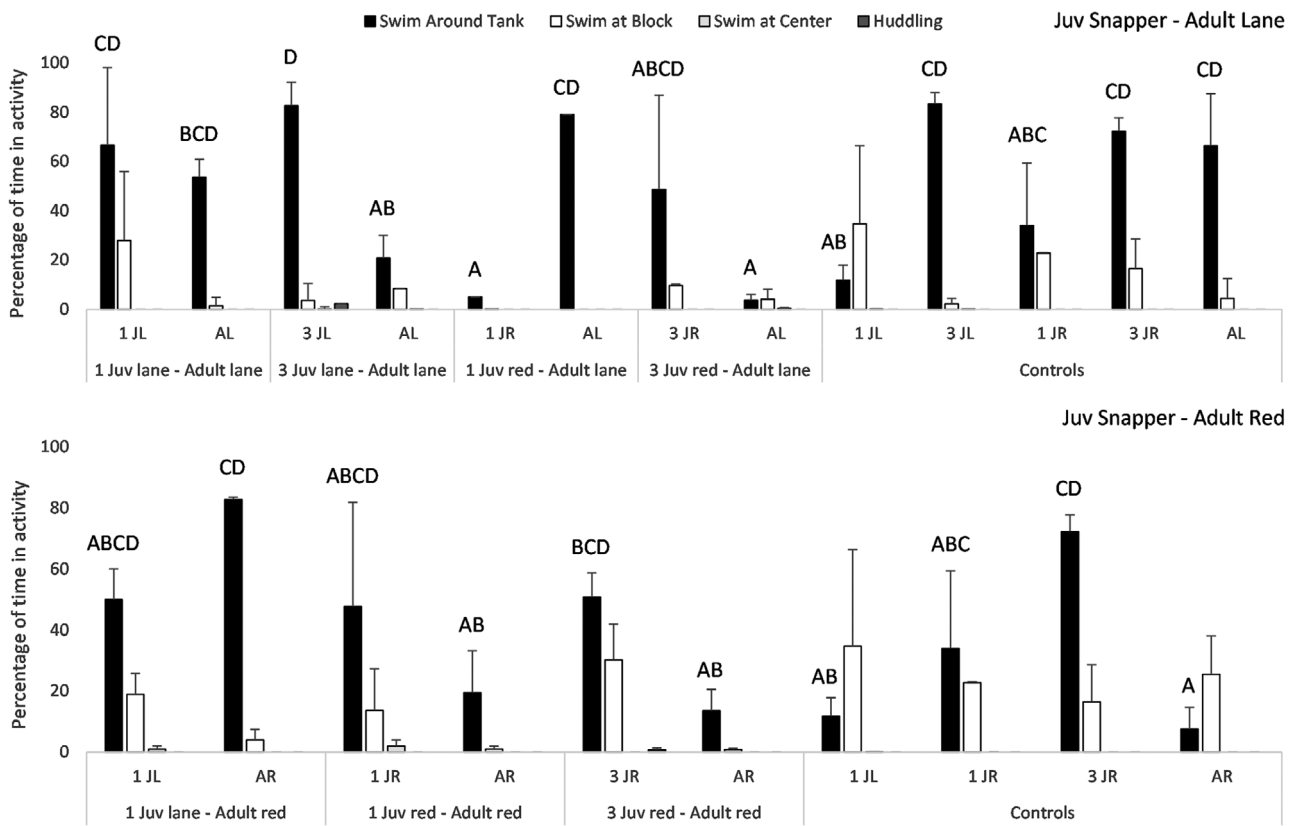 Swim Around Tank Swim at Block Swim at Center Huddling
Juv Snapper - Adult Lane
Percentage of time in activity
100
80
60
40
20
0
CD
BCD
D
AB
A
CD
ABCD
A
AB
CD
ABC
CD
CD
1 JL AL 3 JL AL 1 JR AL 3 JR AL 1 JL 3 JL 1 JR 3 JR AL
1 Juv lane - Adult lane 3 Juv lane - Adult lane 1 Juv red - Adult lane 3 Juv red - Adult lane Controls
Juv Snapper - Adult Red
Percentage of time in activity
100
80
60
40
20
0
ABCD
CD
ABCD
AB
BCD
AB
AB
ABC
CD
A
1 JL AR 1 JR AR 3 JR AR 1 JL 1 JR 3 JR AR
1 Juv lane - Adult red 1 Juv red - Adult red 3 Juv red - Adult red Controls